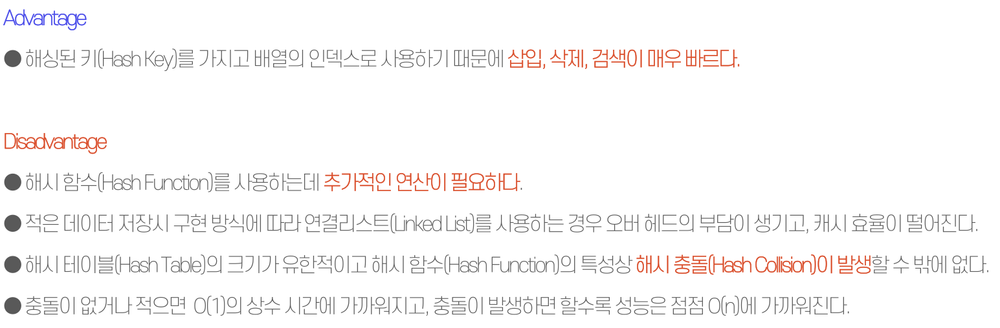 Advantage
● 해싱된 키(Hash Key)를 가지고 배열의 인덱스로 사용하기 때문에 삽입, 삭제, 검색이 매우 빠르다.
Disadvantage
● 해시 함수(Hash Function)를 사용하는데 추가적인 연산이 필요하다.
● 적은 데이터 저장시 구현 방식에 따라 연결리스트(Linked List)를 사용하는 경우 오버 헤드의 부담이 생기고, 캐시 효율이 떨어진다.
● 해시 테이블(Hash Table)의 크기가 유한적이고 해시 함수(Hash Function)의 특성상 해시 충돌(Hash Collision)이 발생할 수 밖에 없다.
● 충돌이 없거나 적으면 O(1)의 상수 시간에 가까워지고, 충돌이 발생하면 할수록 성능은 점점 O(n)에 가까워진다.